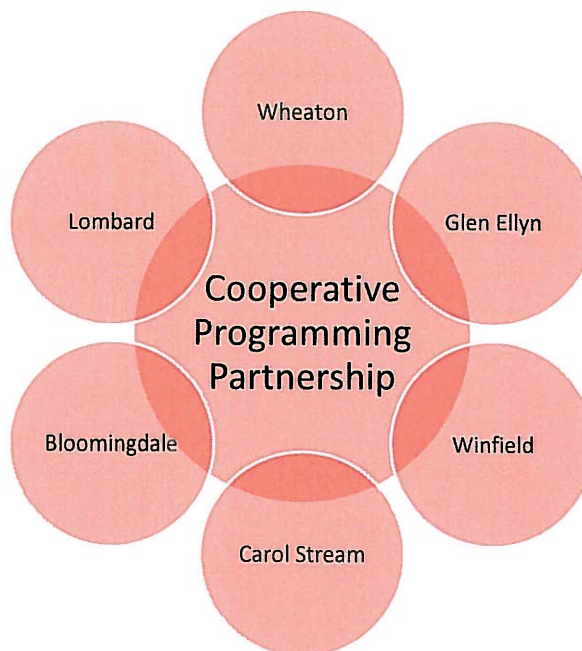 Wheaton
Lombard
Glen Ellyn
Cooperative
Programming
Partnership
Bloomingdale
Winfield
Carol Stream